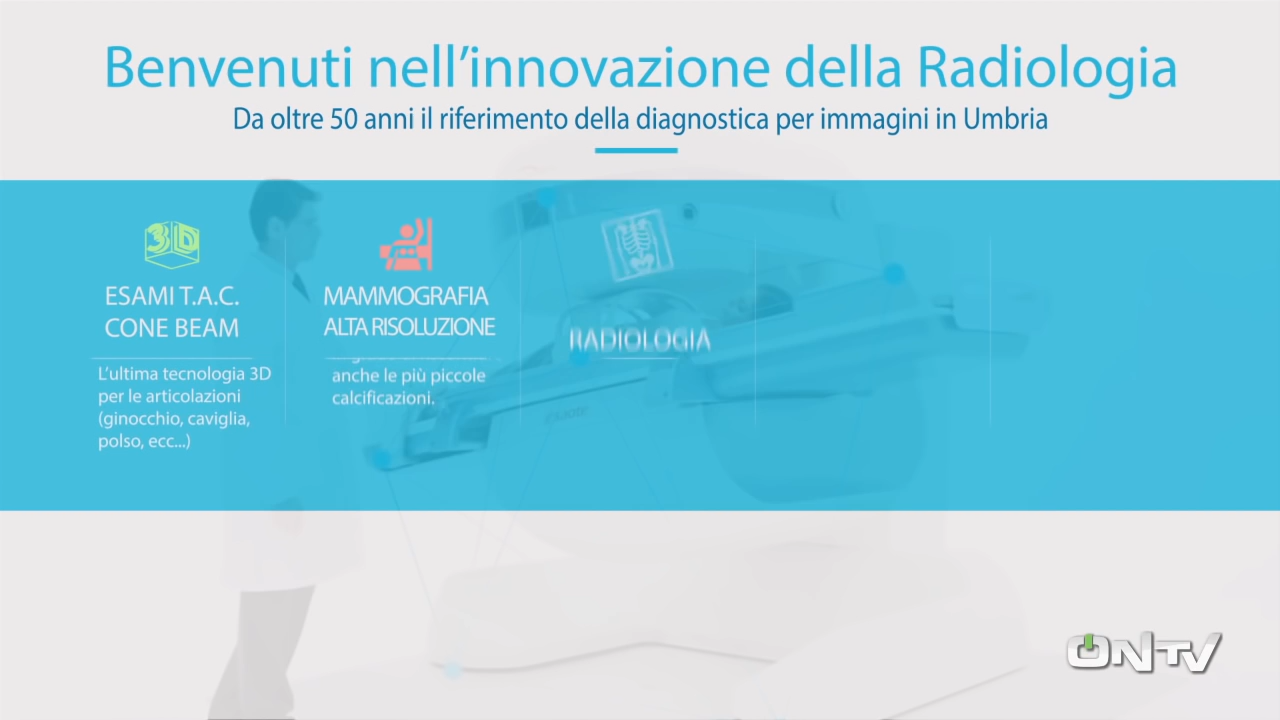 Benvenuti nell'innovazione della Radiologia
Da oltre 50 anni il riferimento della diagnostica per immagini in Umbria
3D
ESAMI T.A.C.
CONE BEAM
L'ultima tecnologia 3D
per le articolazioni
(ginocchio, caviglia,
polso, ecc...)
MAMMOGRAFIA
ALTA RISOLUZIONE
anche le più piccole
calcificazioni.
RADIOLOGIA
ONTV